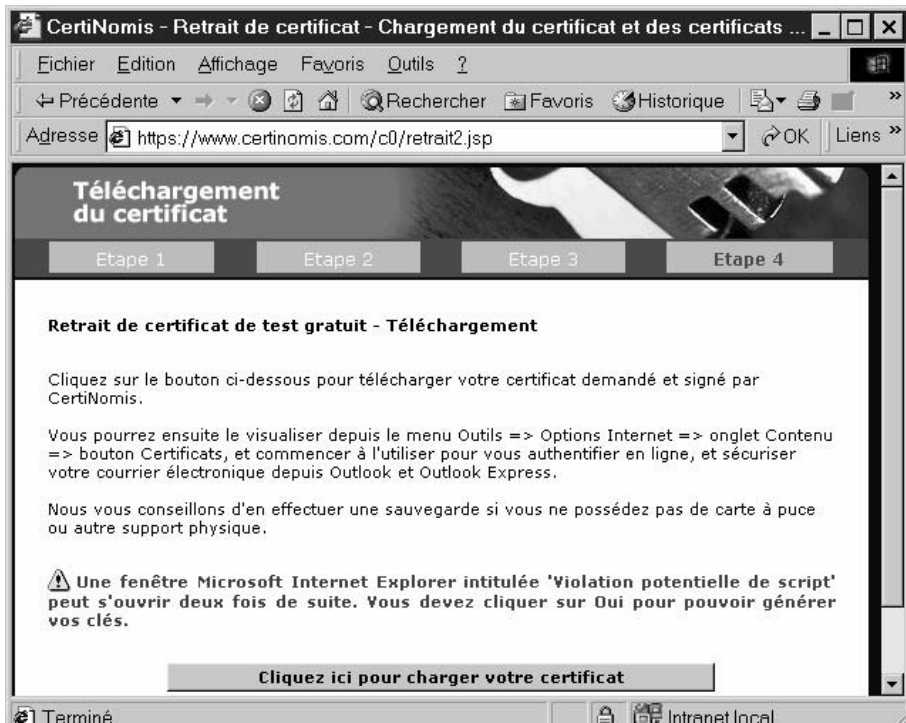 CertiNomis - Retrait de certificat - Chargement du certificat et des certificats ...
Fichier Edition Affichage Favoris Outils ?
Précédente Rechercher Favoris Historique »
Adresse https://www.certinomis.com/c0/retrait2.jsp OK Liens »
Téléchargement
du certificat
Etape 1 Etape 2 Etape 3 Etape 4
Retrait de certificat de test gratuit - Téléchargement
Cliquez sur le bouton ci-dessous pour télécharger votre certificat demandé et signé par
CertiNomis.
Vous pourrez ensuite le visualiser depuis le menu Outils => Options Internet => onglet Contenu
=> bouton Certificats, et commencer à l'utiliser pour vous authentifier en ligne, et sécuriser
votre courrier électronique depuis Outlook et Outlook Express.
Nous vous conseillons d'en effectuer une sauvegarde si vous ne possédez pas de carte à puce
ou autre support physique.
Une fenêtre Microsoft Internet Explorer intitulée 'Violation potentielle de script'
peut s'ouvrir deux fois de suite. Vous devez cliquer sur Oui pour pouvoir générer
vos clés.
Cliquez ici pour charger votre certificat
Terminé Intranet local